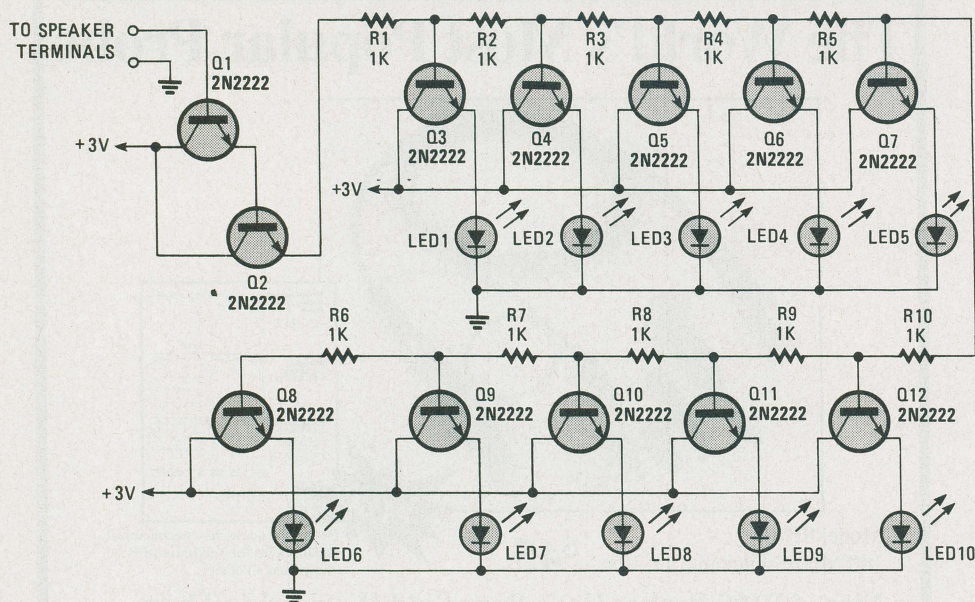 TO SPEAKER
TERMINALS
Q1
2N2222
+3V
Q2
2N2222
R1
1K
R2
1K
R3
1K
R4
1K
R5
1K
Q3
2N2222
Q4
2N2222
Q5
2N2222
Q6
2N2222
Q7
2N2222
+3V
LED1
LED2
LED3
LED4
LED5
R6
1K
R7
1K
R8
1K
R9
1K
R10
1K
Q8
2N2222
Q9
2N2222
Q10
2N2222
Q11
2N2222
Q12
2N2222
+3V
LED6
LED7
LED8
LED9
LED10